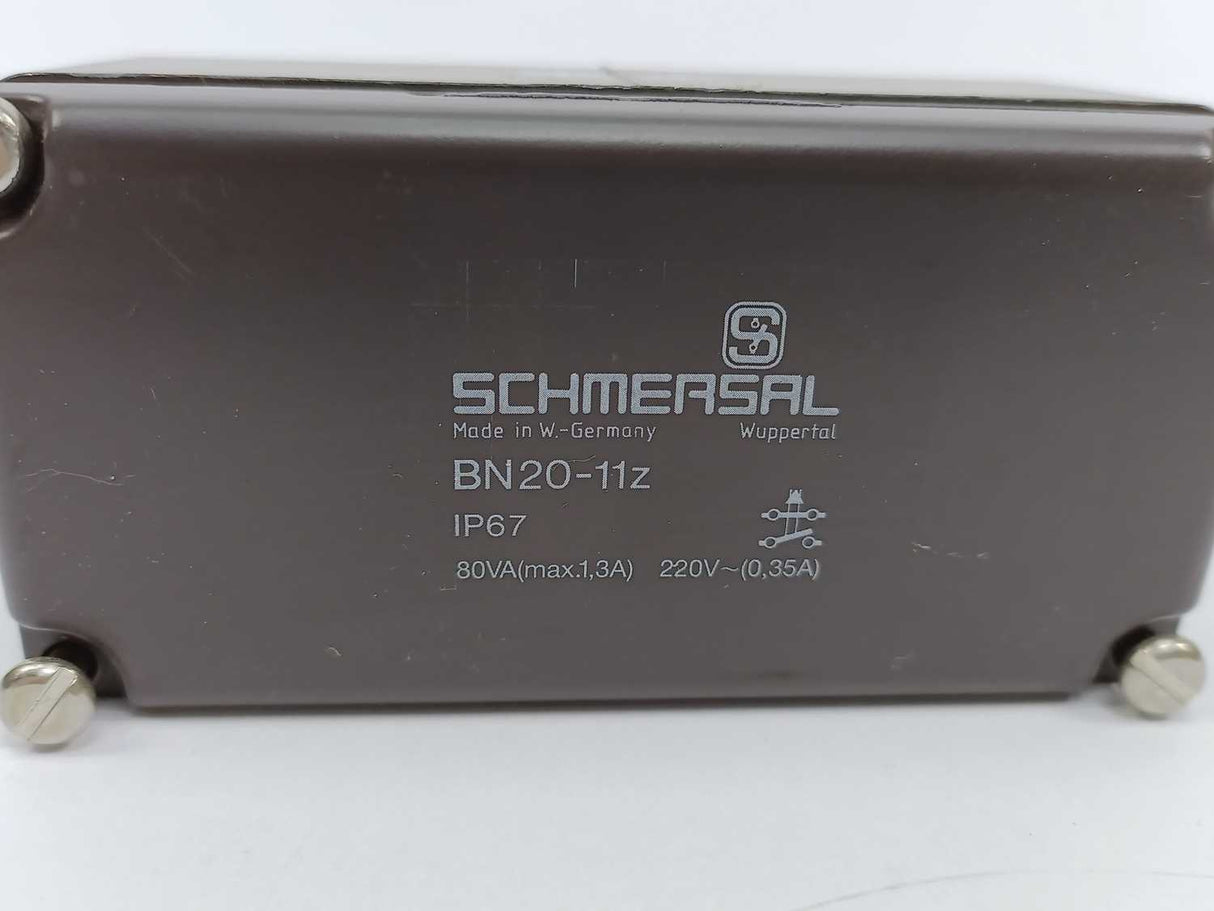 S
SCHMERSAL
Made in W.-Germany Wuppertal
BN20-11z
IP67
80VA(max.1,3A) 220V~(0,35A)